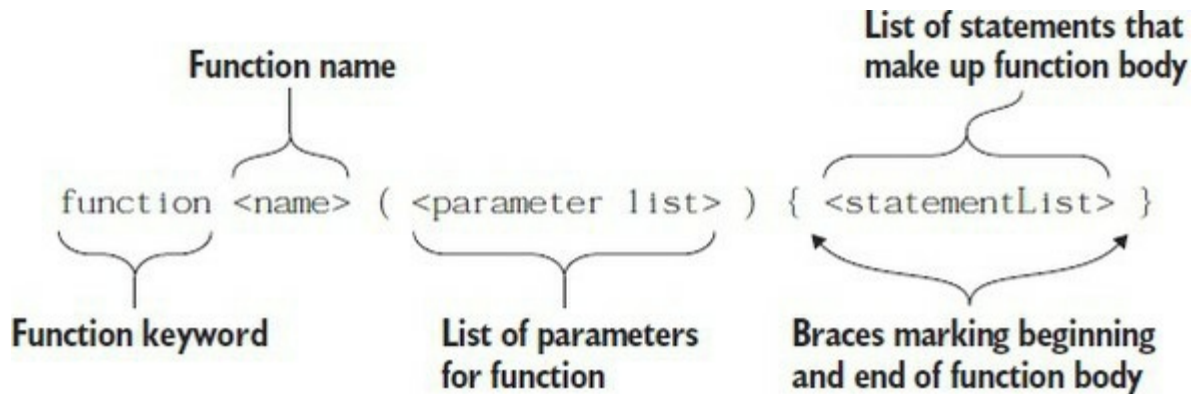 List of statements that
make up function body
Function name
function <name> ( <parameter list> ) { <statementList> }
Function keyword
List of parameters
for function
Braces marking beginning
and end of function body